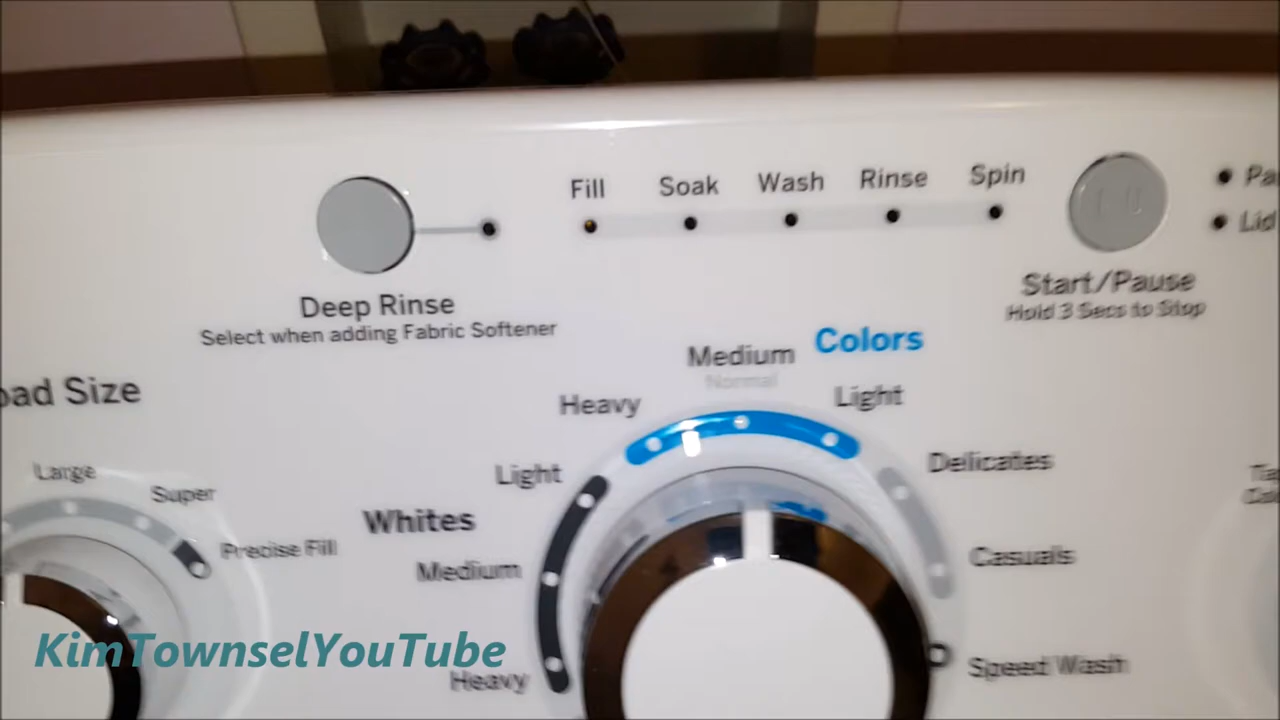 Fill Soak Wash Rinse Spin
Deep Rinse
Select when adding Fabric Softener
Start/Pause
Hold 3 Secs to Stop
Colors
Medium
Normal
Heavy
Light
Size
Large
Super
Precise Fill
Light
Whites
Medium
Heavy
Delicates
Casuals
Speed Wash
KimTownselYouTube